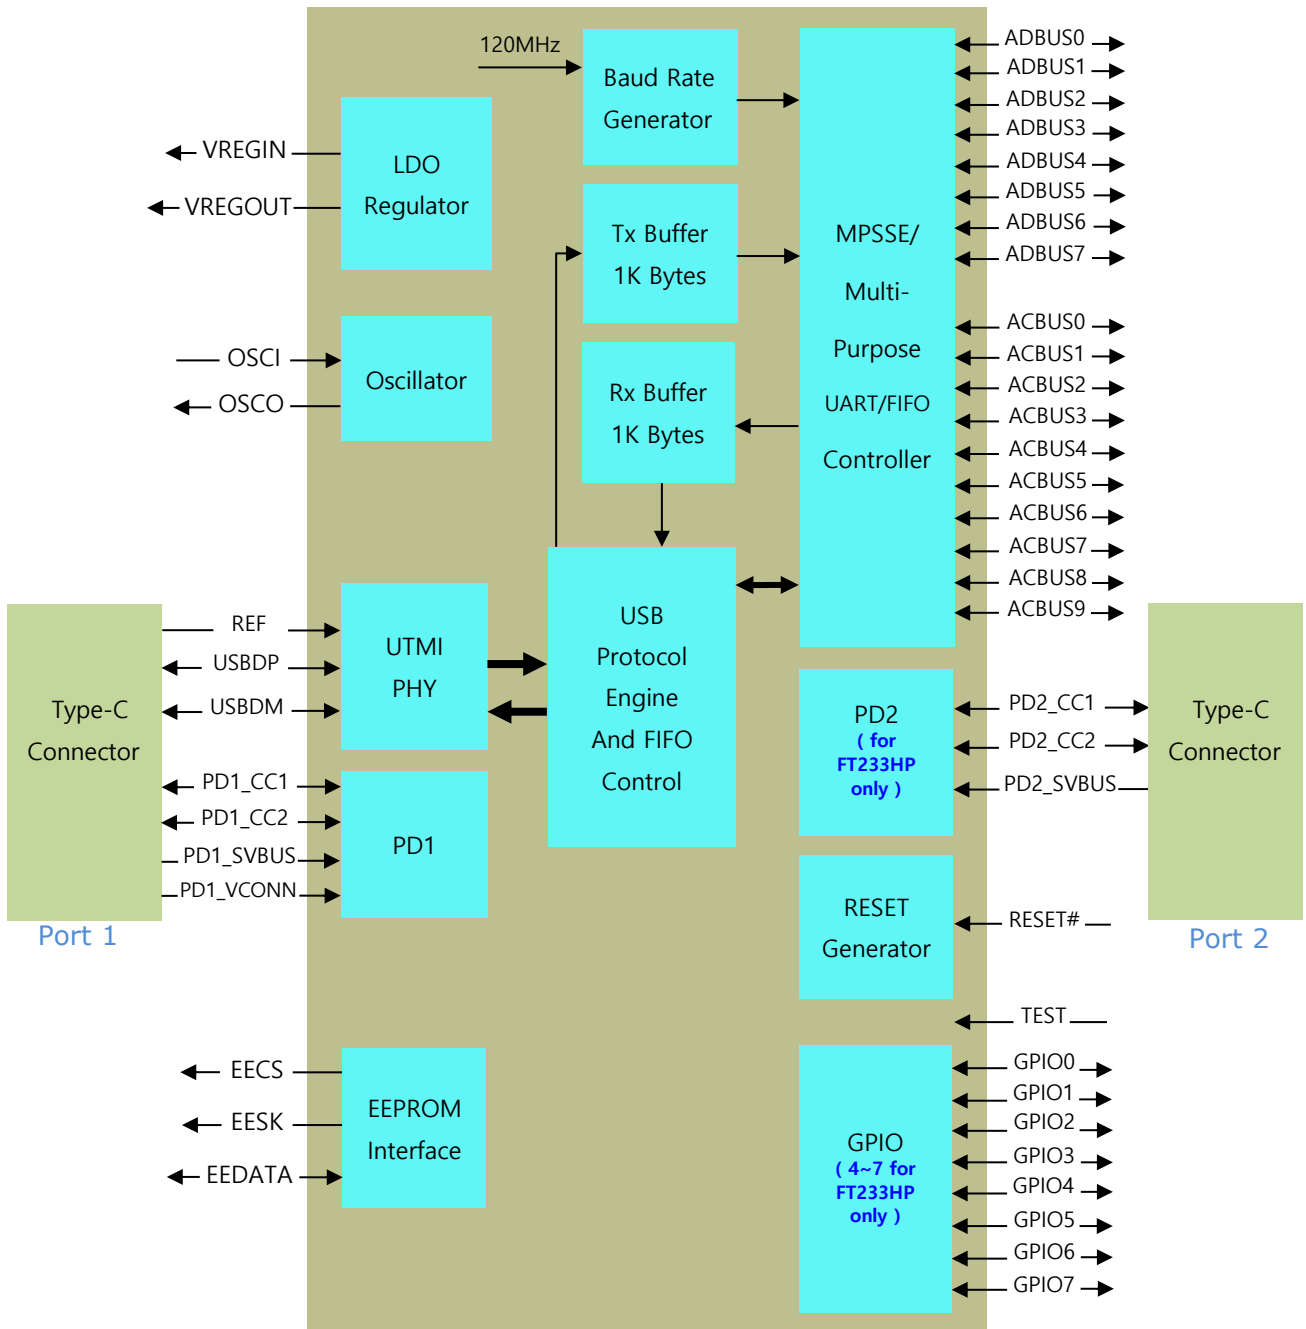 120MHz
Baud Rate
Generator
LDO
Regulator
VREGIN
VREGOUT
Tx Buffer
1K Bytes
Oscillator
OSCI
OSCO
Rx Buffer
1K Bytes
MPSSE/
Multi-
Purpose
UART/FIFO
Controller
ADBUS0
ADBUS1
ADBUS2
ADBUS3
ADBUS4
ADBUS5
ADBUS6
ADBUS7
ACBUS0
ACBUS1
ACBUS2
ACBUS3
ACBUS4
ACBUS5
ACBUS6
ACBUS7
ACBUS8
ACBUS9
Type-C
Connector
Port 1
REF
USBDP
USBDM
UTMI
PHY
USB
Protocol
Engine
And FIFO
Control
PD1_CC1
PD1_CC2
PD1_SVBUS
PD1_VCONN
PD1
PD2
( for
FT233HP
only )
PD2_CC1
PD2_CC2
PD2_SVBUS
Type-C
Connector
Port 2
RESET
Generator
RESET#
TEST
EECS
EESK
EEDATA
EEPROM
Interface
GPIO
( 4~7 for
FT233HP
only )
GPIO0
GPIO1
GPIO2
GPIO3
GPIO4
GPIO5
GPIO6
GPIO7